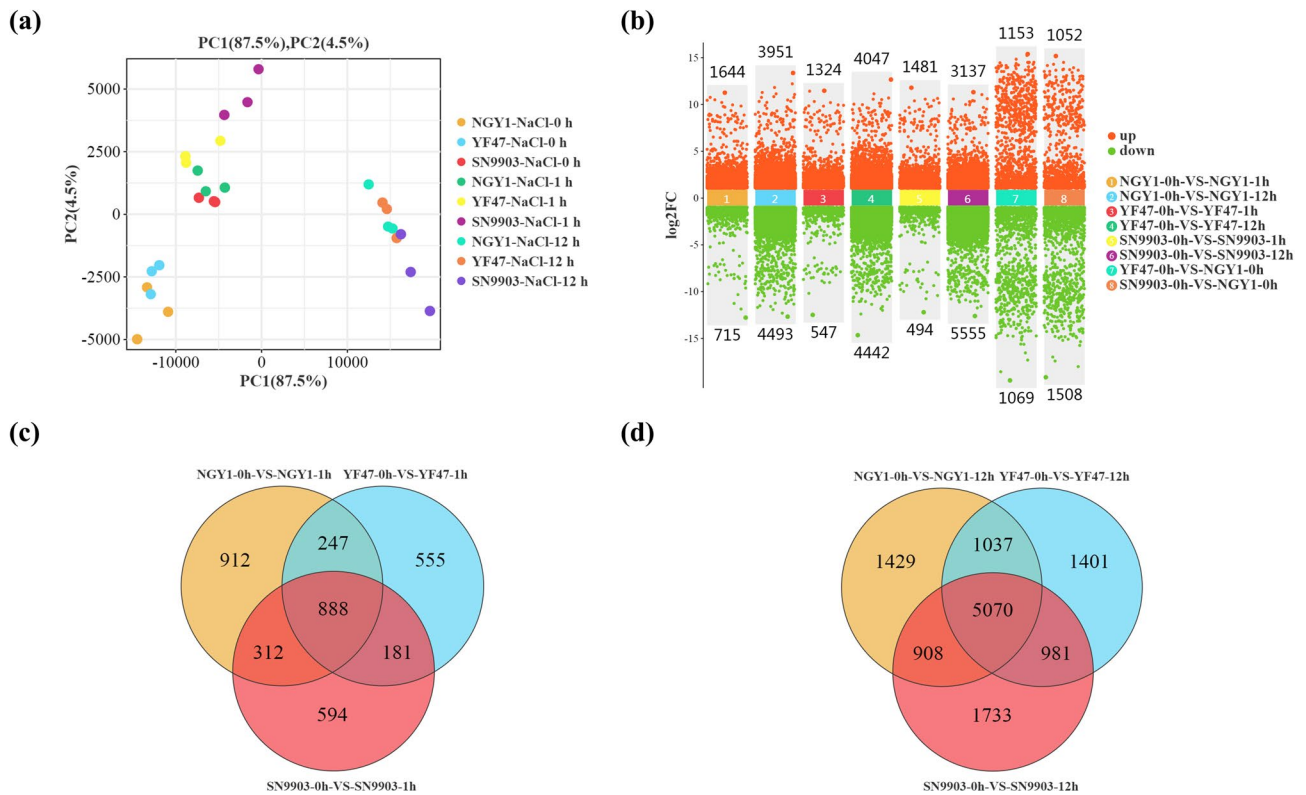 (a)
PC1(87.5%),PC2(4.5%)
5000
2500
0
-2500
-5000
PC2(4.5%)
-10000 0 10000
PC1(87.5%)
NGY1-NaCl-0 h
YF47-NaCl-0 h
SN9903-NaCl-0 h
NGY1-NaCl-1 h
YF47-NaCl-1 h
SN9903-NaCl-1 h
NGY1-NaCl-12 h
YF47-NaCl-12 h
SN9903-NaCl-12 h
(b)
1644 3951 1324 4047 1481 3137 1153 1052
15
10
5
0
-5
-10
-15
log2FC
1 2 3 4 5 6 7 8
715 4493 547 4442 494 5555 1069 1508
up
down
1 NGY1-0h-VS-NGY1-1h
2 NGY1-0h-VS-NGY1-12h
3 YF47-0h-VS-YF47-1h
4 YF47-0h-VS-YF47-12h
5 SN9903-0h-VS-SN9903-1h
6 SN9903-0h-VS-SN9903-12h
7 YF47-0h-VS-NGY1-0h
8 SN9903-0h-VS-NGY1-0h
(c)
NGY1-0h-VS-NGY1-1h YF47-0h-VS-YF47-1h
912 247 555
888
312 181
594
SN9903-0h-VS-SN9903-1h
(d)
NGY1-0h-VS-NGY1-12h YF47-0h-VS-YF47-12h
1429 1037 1401
5070
908 981
1733
SN9903-0h-VS-SN9903-12h